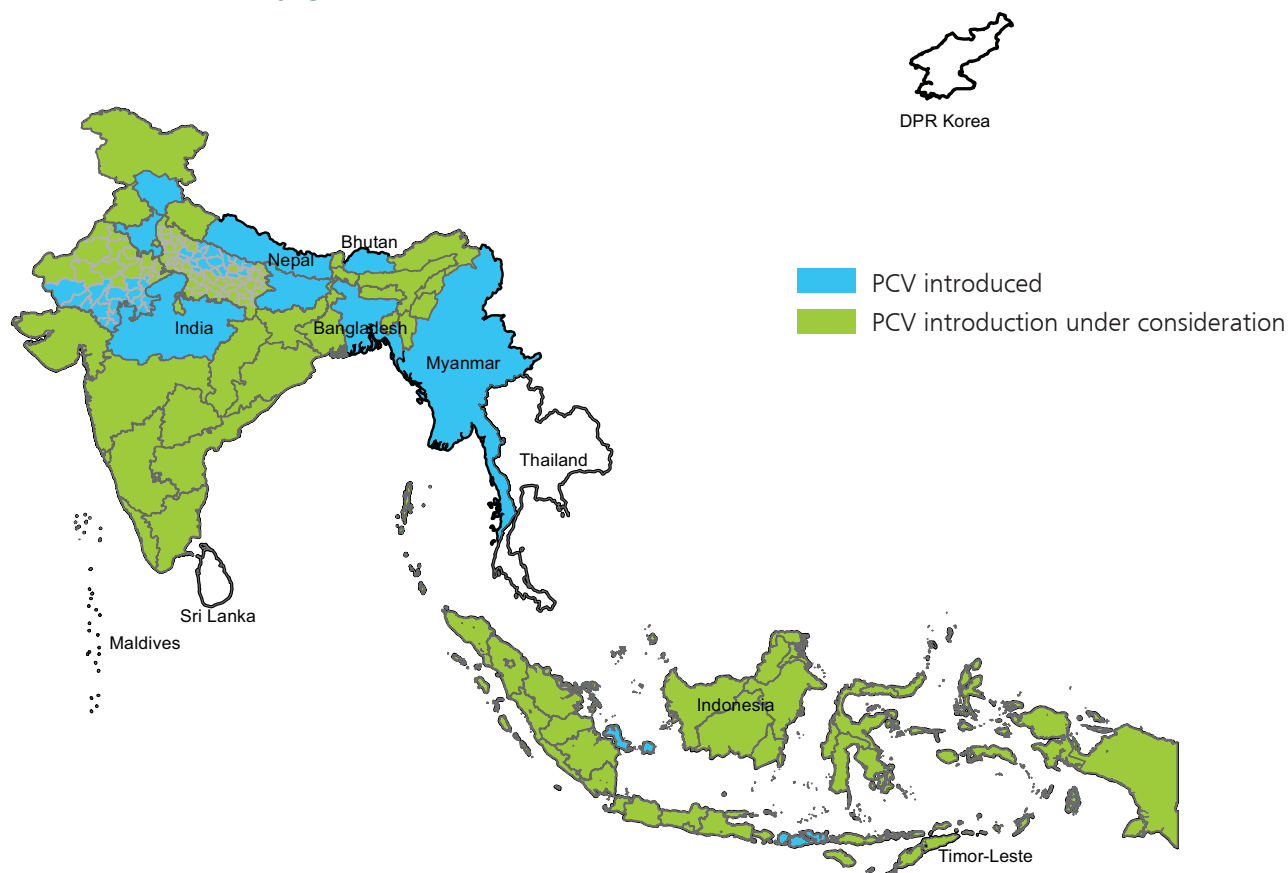 DPR Korea
Bhutan
Nepal
PCV introduced
PCV introduction under consideration
India
Bangladesh
Myanmar
Thailand
Sri Lanka
Maldives
Indonesia
Timor-Leste